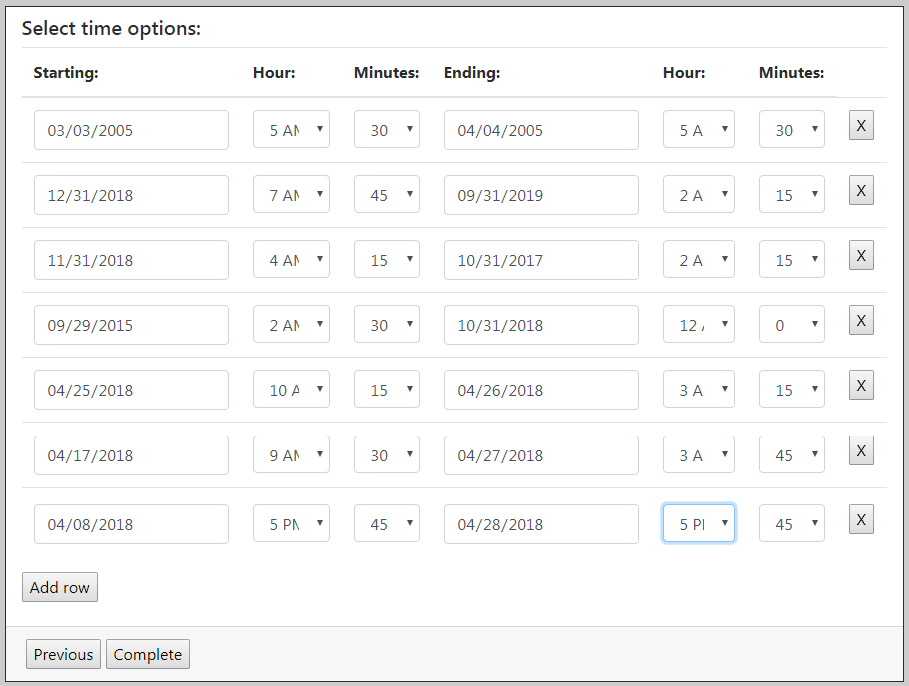 Select time options:
Starting: Hour: Minutes: Ending: Hour: Minutes:
03/03/2005 5 AM 30 04/04/2005 5 A 30 X
12/31/2018 7 AM 45 09/31/2019 2 A 15 X
11/31/2018 4 AM 15 10/31/2017 2 A 15 X
09/29/2015 2 AM 30 10/31/2018 12 0 X
04/25/2018 10 A 15 04/26/2018 3 A 15 X
04/17/2018 9 AM 30 04/27/2018 3 A 45 X
04/08/2018 5 PM 45 04/28/2018 5 P 45 X
Add row
Previous Complete